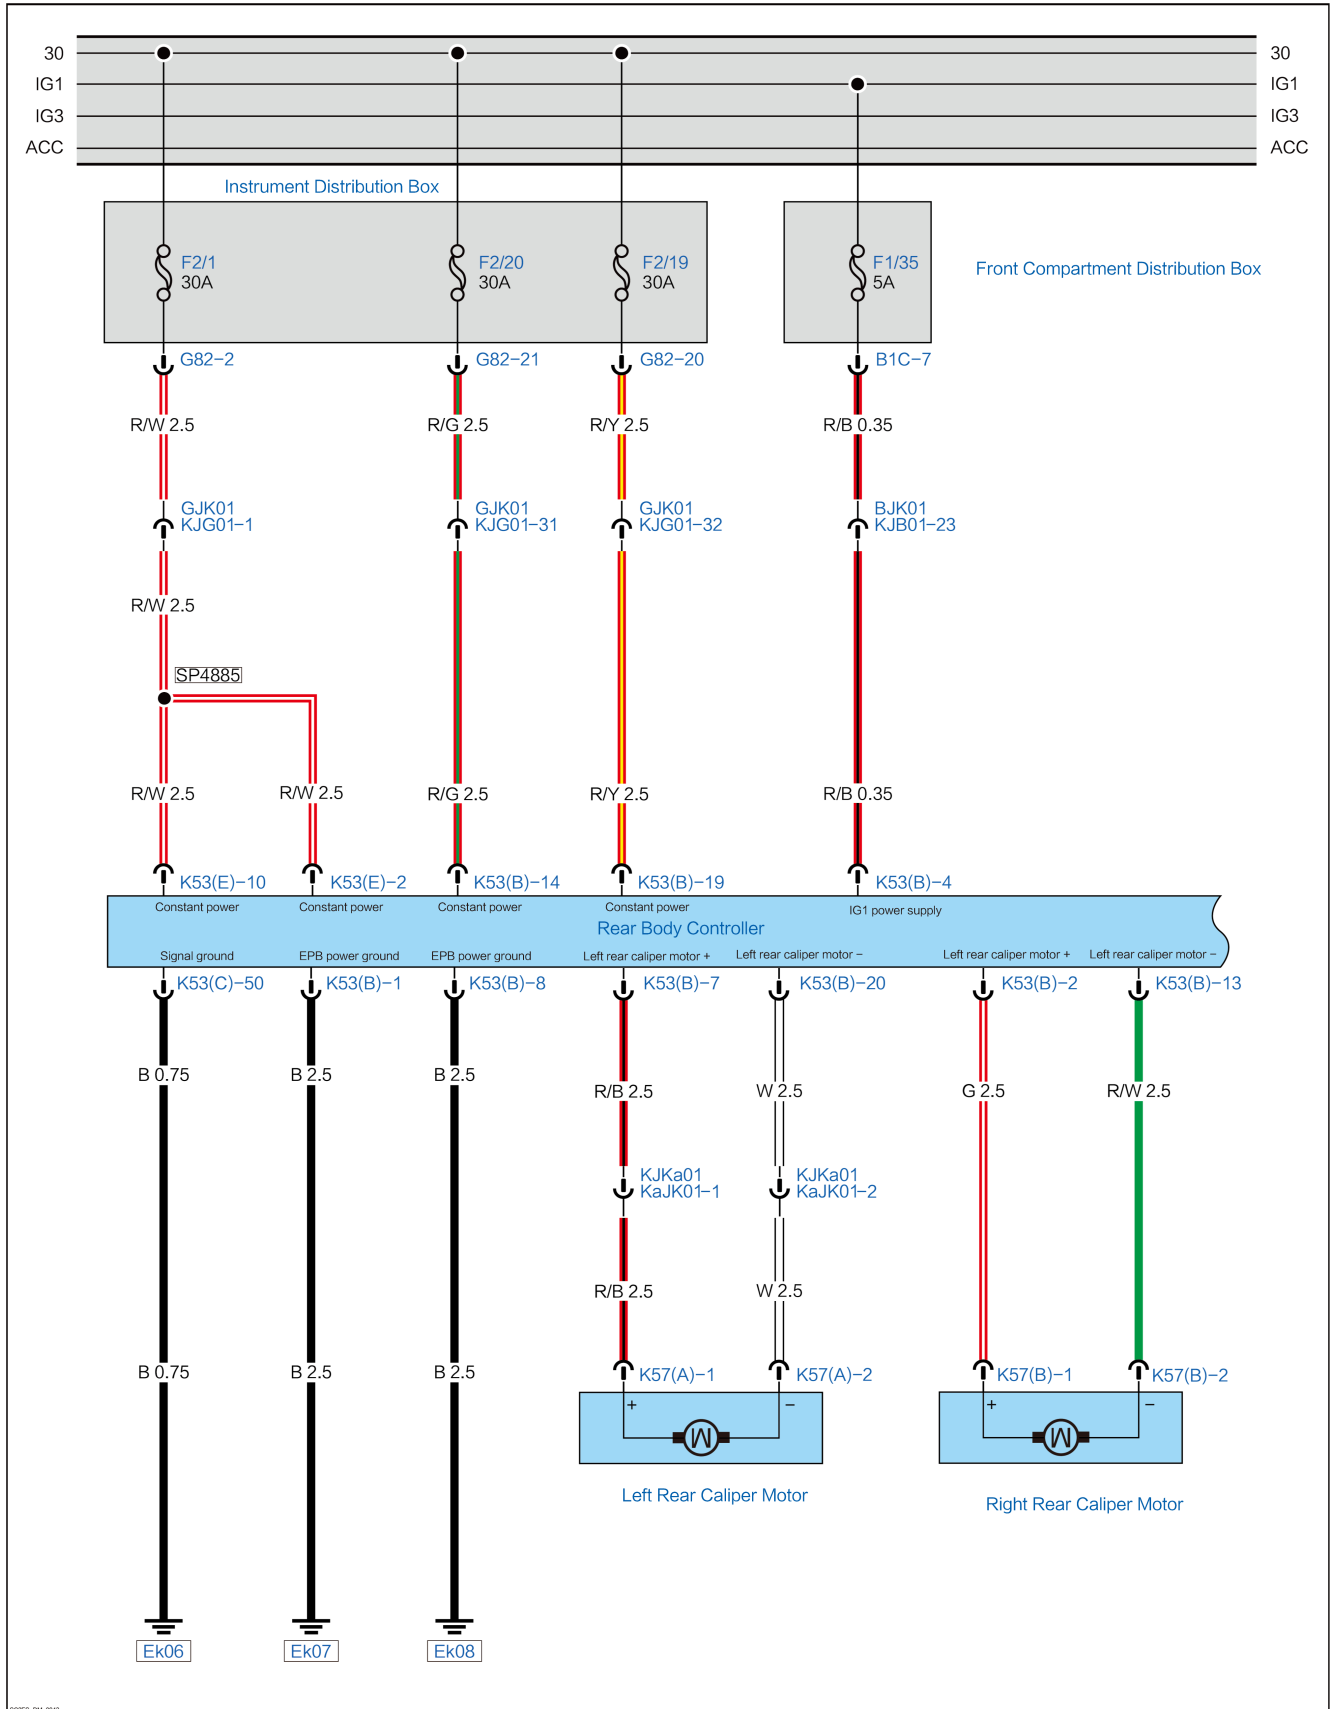 30 30
IG1 IG1
IG3 IG3
ACC ACC
Instrument Distribution Box
F2/1 F2/20 F2/19 F1/35
30A 30A 30A 5A
Front Compartment Distribution Box
G82-2 G82-21 G82-20 B1C-7
R/W 2.5 R/G 2.5 R/Y 2.5 R/B 0.35
GJK01 GJK01 GJK01 BJK01
KJG01-1 KJG01-31 KJG01-32 KJB01-23
R/W 2.5
SP4885
R/W 2.5 R/W 2.5 R/G 2.5 R/Y 2.5 R/B 0.35
K53(E)-10 K53(E)-2 K53(B)-14 K53(B)-19 K53(B)-4
Constant power Constant power Constant power Constant power IG1 power supply
Rear Body Controller
Signal ground EPB power ground EPB power ground Left rear caliper motor + Left rear caliper motor - Left rear caliper motor + Left rear caliper motor -
K53(C)-50 K53(B)-1 K53(B)-8 K53(B)-7 K53(B)-20 K53(B)-2 K53(B)-13
B 0.75 B 2.5 B 2.5 R/B 2.5 W 2.5 G 2.5 R/W 2.5
KJKa01 KJKa01
KaJK01-1 KaJK01-2
R/B 2.5 W 2.5
B 0.75 B 2.5 B 2.5 K57(A)-1 K57(A)-2 K57(B)-1 K57(B)-2
+ - + -
M M
Left Rear Caliper Motor
Right Rear Caliper Motor
Ek06 Ek07 Ek08